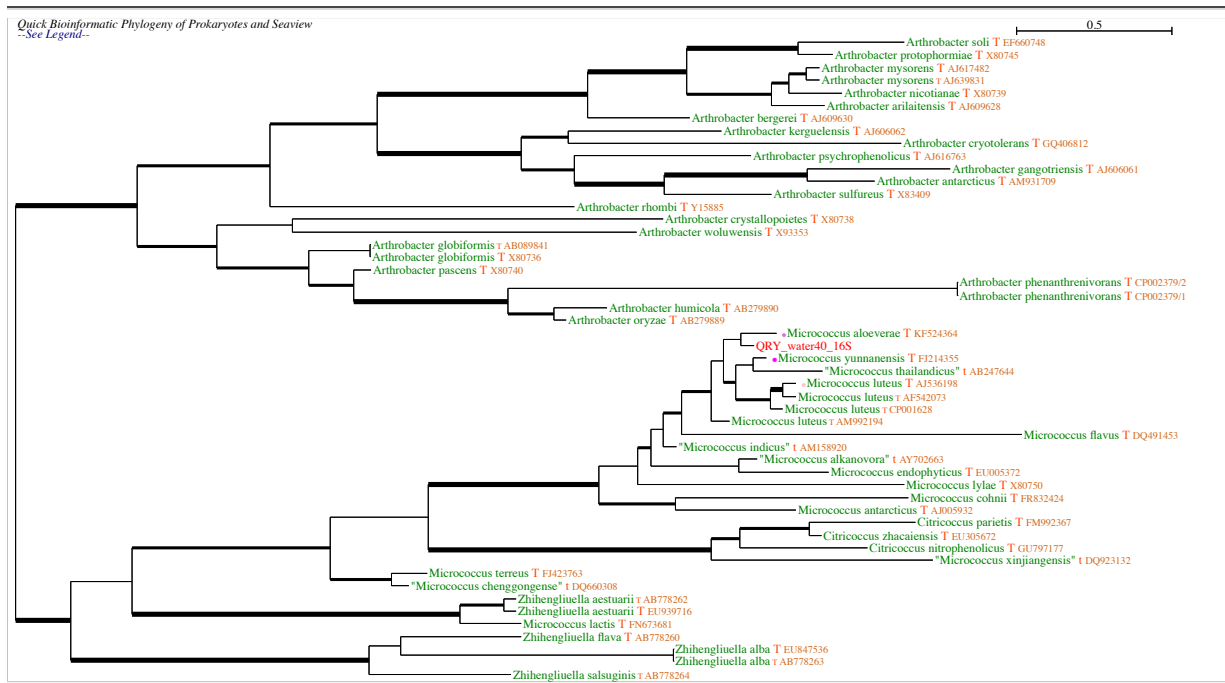 Quick Bioinformatic Phylogeny of Prokaryotes and Seaview
--See Legend--
0.5
Arthrobacter soli T EF660748
Arthrobacter protophormiae T X80745
Arthrobacter mysorens T AJ617482
Arthrobacter mysorens T AJ639831
Arthrobacter nicotianae T X80739
Arthrobacter arilaitensis T AJ609628
Arthrobacter bergerei T AJ609630
Arthrobacter kerguelensis T AJ606062
Arthrobacter cryotolerans T GQ406812
Arthrobacter psychrophenolicus T AJ616763
Arthrobacter gangotriensis T AJ606061
Arthrobacter antarcticus T AM931709
Arthrobacter sulfureus T X83409
Arthrobacter rhombi T Y15885
Arthrobacter crystallopoietes T X80738
Arthrobacter woluwensis T X93353
Arthrobacter globiformis T AB089841
Arthrobacter globiformis T X80736
Arthrobacter pascens T X80740
Arthrobacter phenanthrenivorans T CP002379/2
Arthrobacter phenanthrenivorans T CP002379/1
Arthrobacter humicola T AB279890
Arthrobacter oryzae T AB279889
Micrococcus aloeverae T KF524364
QRY_water40_16S
Micrococcus yunnanensis T FJ214355
"Micrococcus thailandicus" t AB247644
Micrococcus luteus T AJ536198
Micrococcus luteus T AF542073
Micrococcus luteus T CP001628
Micrococcus luteus T AM992194
Micrococcus flavus T DQ491453
"Micrococcus indicus" t AM158920
"Micrococcus alkanovora" t AY702663
Micrococcus endophyticus T EU005372
Micrococcus lylae T X80750
Micrococcus cohnii T FR832424
Micrococcus antarcticus T AJ005932
Citricoccus parietis T FM992367
Citricoccus zhacaiensis T EU305672
Citricoccus nitrophenolicus T GU797177
"Micrococcus xinjiangensis" t DQ923132
Micrococcus terreus T FJ423763
"Micrococcus chenggongense" t DQ660308
Zhihengliuella aestuarii T AB778262
Zhihengliuella aestuarii T EU939716
Micrococcus lactis T FN673681
Zhihengliuella flava T AB778260
Zhihengliuella alba T EU847536
Zhihengliuella alba T AB778263
Zhihengliuella salsuginis T AB778264